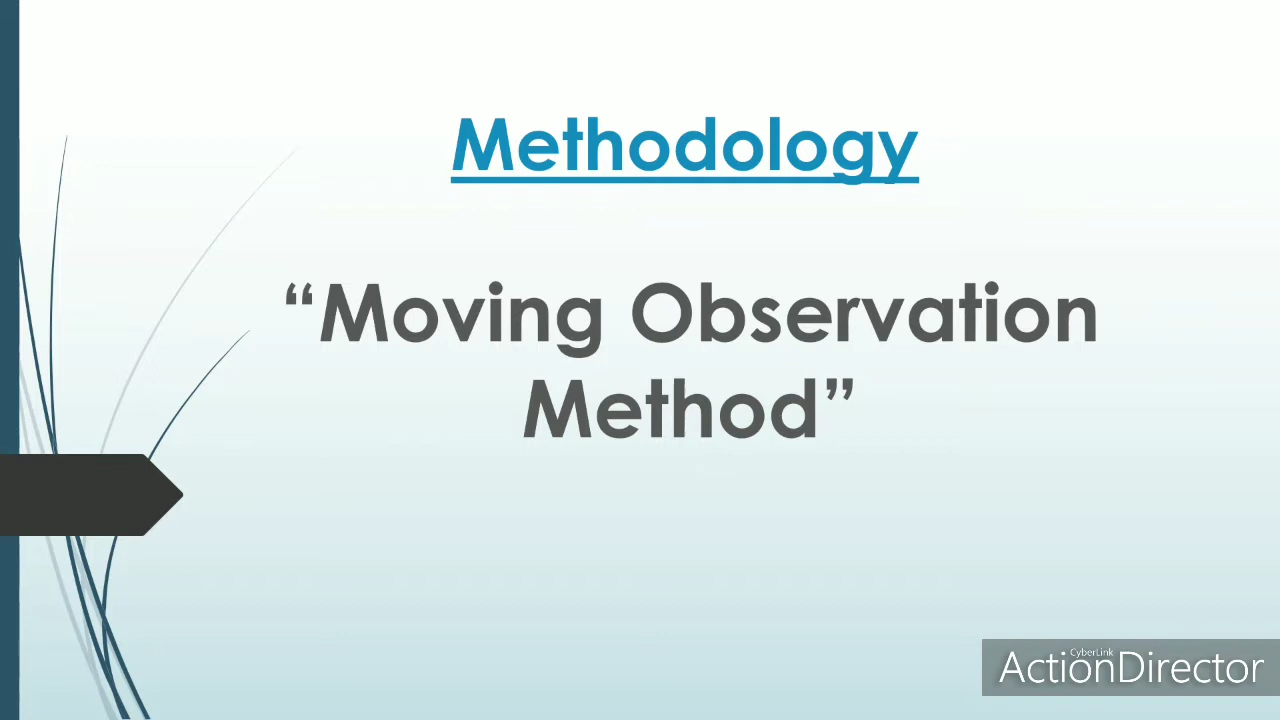 Methodology
“Moving Observation
Method”
CyberLink
ActionDirector